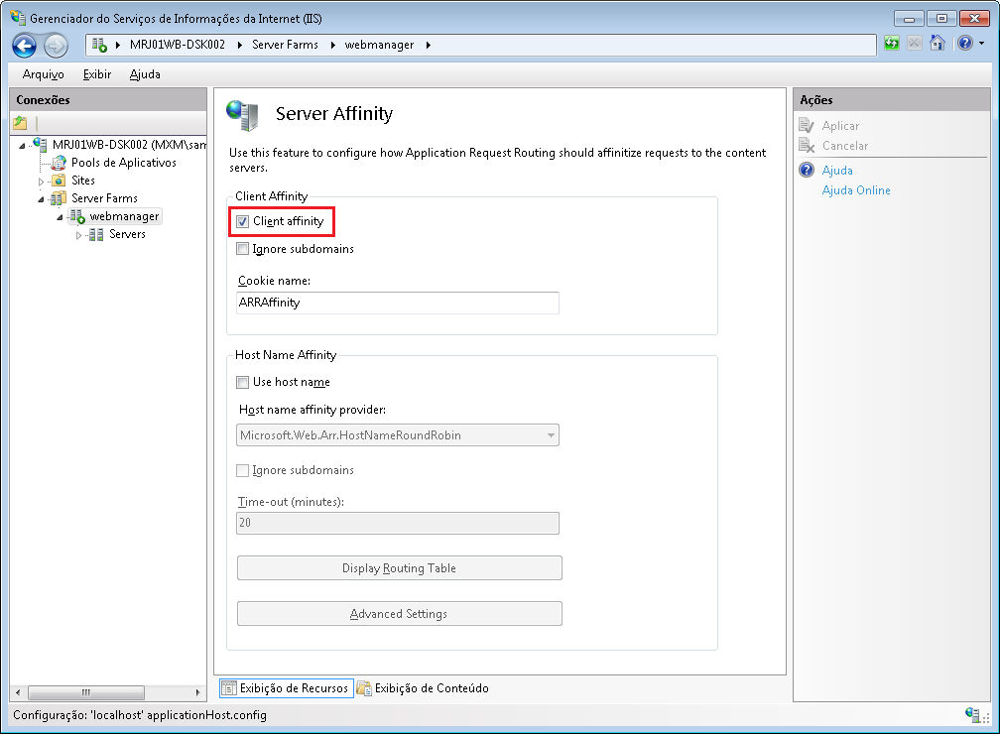 Gerenciador do Serviços de Informações da Internet (IIS)
MRJ01WB-DSK002 Server Farms webmanager
Arquivo Exibir Ajuda
Conexões
MRJ01WB-DSK002 (MXM\sam
Pools de Aplicativos
Sites
Server Farms
webmanager
Servers
Server Affinity
Use this feature to configure how Application Request Routing should affinitize requests to the content
servers.
Client Affinity
Client affinity
Ignore subdomains
Cookie name:
ARRAffinity
Host Name Affinity
Use host name
Host name affinity provider:
Microsoft.Web.Arr.HostNameRoundRobin
Ignore subdomains
Time-out (minutes):
20
Display Routing Table
Advanced Settings
Exibição de Recursos Exibição de Conteúdo
Ações
Aplicar
Cancelar
Ajuda
Ajuda Online
Configuração: 'localhost' applicationHost.config